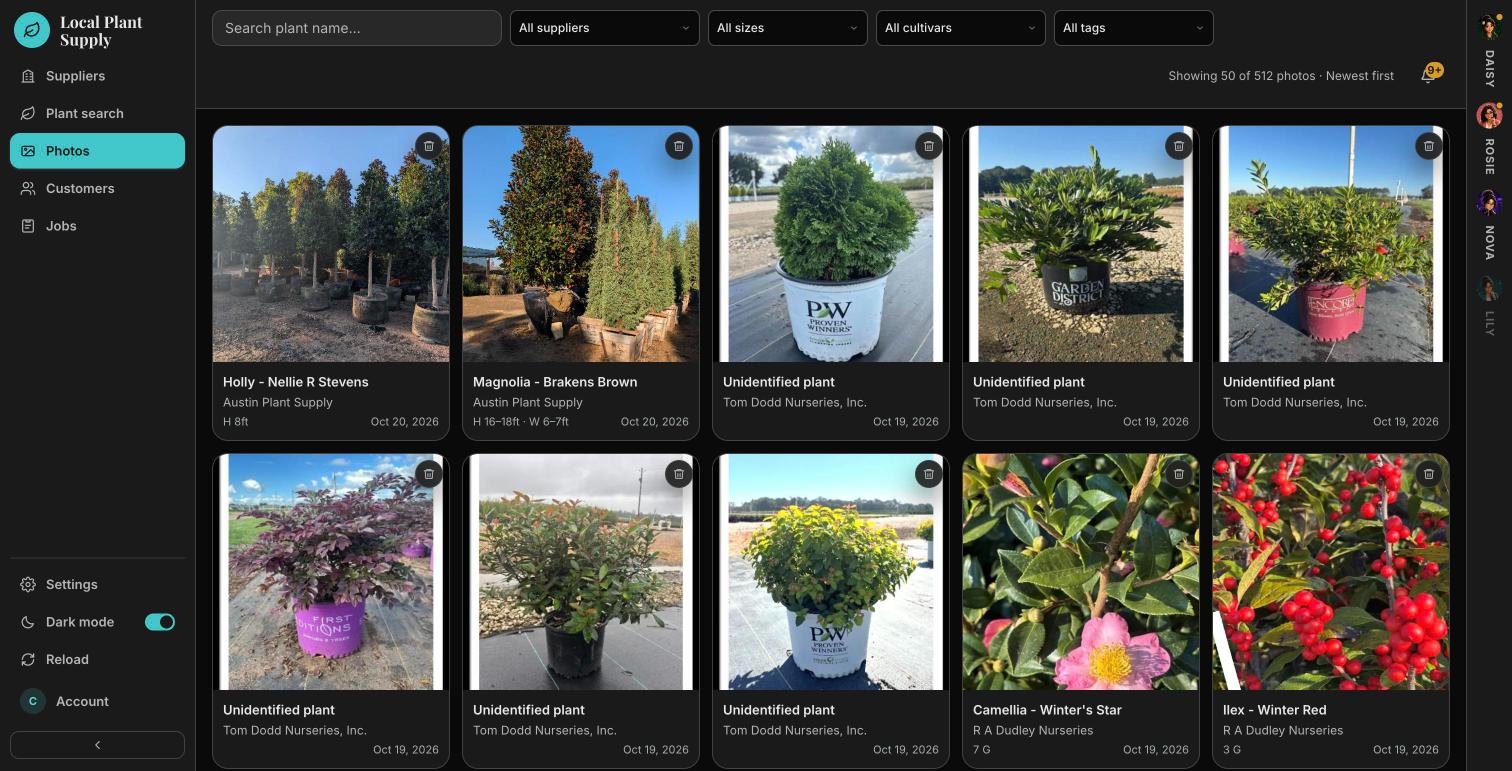 Local Plant
Supply
Suppliers
Plant search
Photos
Customers
Jobs
Settings
Dark mode
Reload
C
Account
Search plant name...
All suppliers
All sizes
All cultivars
All tags
Showing 50 of 512 photos · Newest first
9+
Holly - Nellie R Stevens
Austin Plant Supply
H 8ft
Oct 20, 2026
Magnolia - Brakens Brown
Austin Plant Supply
H 16–18ft · W 6–7ft
Oct 20, 2026
PW
PROVEN
WINNERS
Unidentified plant
Tom Dodd Nurseries, Inc.
Oct 19, 2026
GARDEN
DISTRICT
Unidentified plant
Tom Dodd Nurseries, Inc.
Oct 19, 2026
Unidentified plant
Tom Dodd Nurseries, Inc.
Oct 19, 2026
FIRST
Unidentified plant
Tom Dodd Nurseries, Inc.
Oct 19, 2026
Unidentified plant
Tom Dodd Nurseries, Inc.
Oct 19, 2026
PW
PROVEN
WINNERS
Unidentified plant
Tom Dodd Nurseries, Inc.
Oct 19, 2026
Camellia - Winter's Star
R A Dudley Nurseries
7 G
Oct 19, 2026
Ilex - Winter Red
R A Dudley Nurseries
3 G
Oct 19, 2026
DAISY
ROSIE
NOVA
LILY